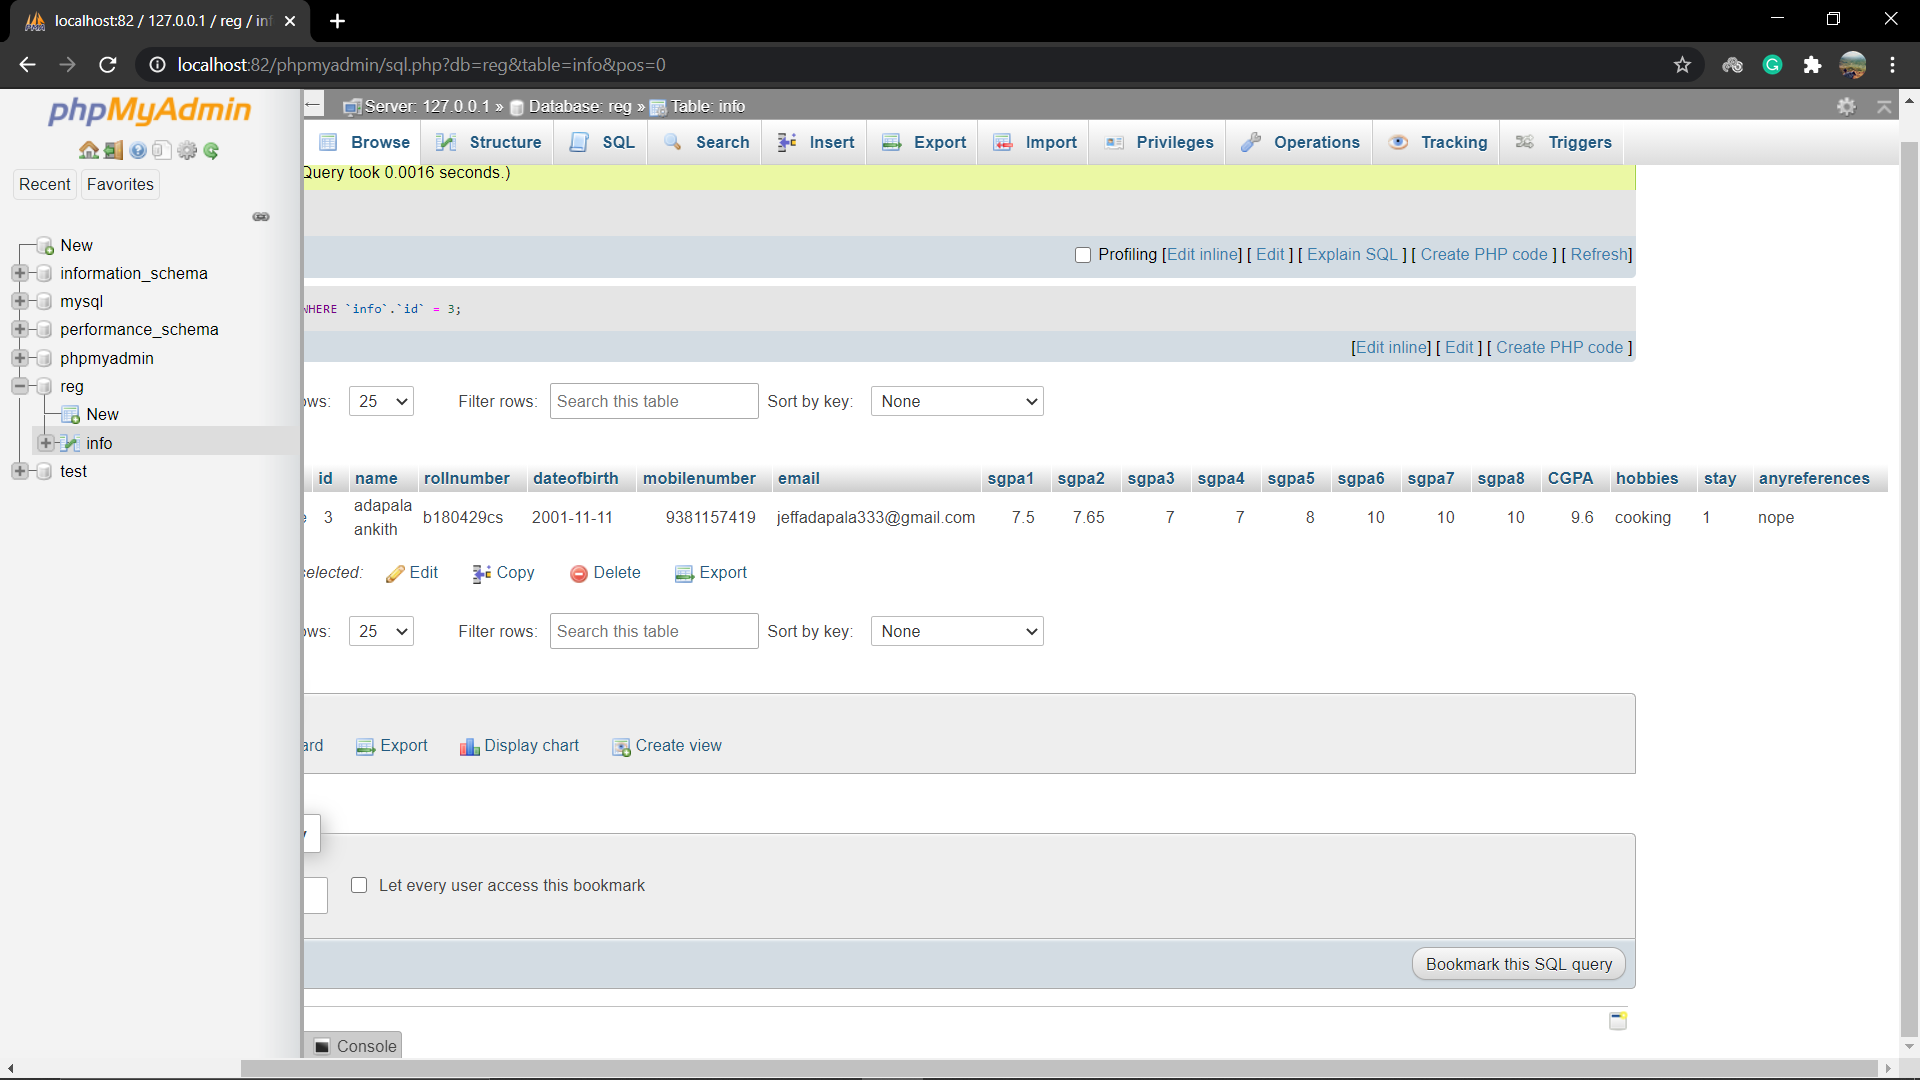 localhost:82 / 127.0.0.1 / reg / inf
localhost:82/phpmyadmin/sql.php?db=reg&table=info&pos=0
phpMyAdmin
Recent Favorites
New
information_schema
mysql
performance_schema
phpmyadmin
reg
New
info
test
Server: 127.0.0.1 » Database: reg » Table: info
Browse Structure SQL Search Insert Export Import Privileges Operations Tracking Triggers
Query took 0.0016 seconds.)
Profiling [Edit inline] [ Edit ] [ Explain SQL ] [ Create PHP code ] [ Refresh]
WHERE `info`.`id` = 3;
[Edit inline] [ Edit ] [ Create PHP code ]
ows: 25 Filter rows: Search this table Sort by key: None
id name rollnumber dateofbirth mobilenumber email sgpa1 sgpa2 sgpa3 sgpa4 sgpa5 sgpa6 sgpa7 sgpa8 CGPA hobbies stay anyreferences
e 3 adapala ankith b180429cs 2001-11-11 9381157419 jeffadapala333@gmail.com 7.5 7.65 7 7 8 10 10 10 9.6 cooking 1 nope
selected: Edit Copy Delete Export
ows: 25 Filter rows: Search this table Sort by key: None
ard Export Display chart Create view
Let every user access this bookmark
Bookmark this SQL query
Console